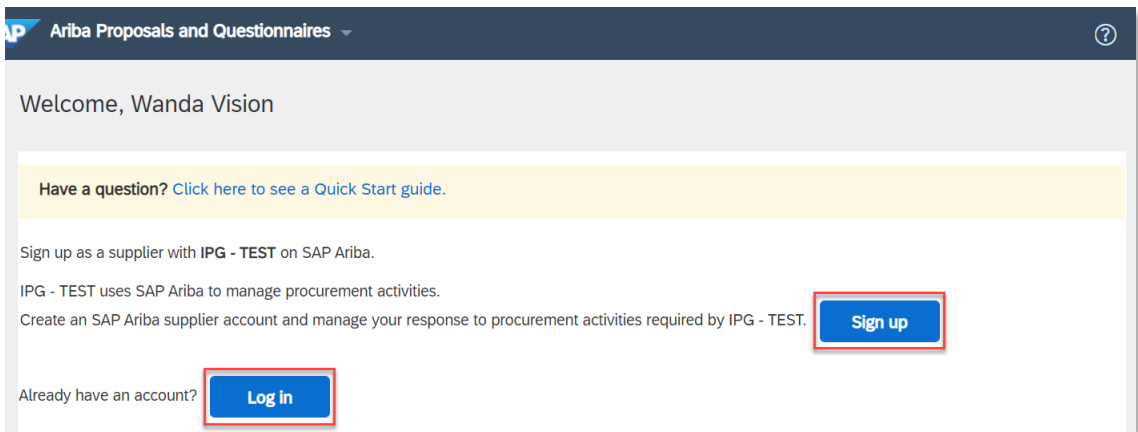 AP Ariba Proposals and Questionnaires
?
Welcome, Wanda Vision
Have a question? Click here to see a Quick Start guide.
Sign up as a supplier with IPG - TEST on SAP Ariba.
IPG - TEST uses SAP Ariba to manage procurement activities.
Create an SAP Ariba supplier account and manage your response to procurement activities required by IPG - TEST. Sign up
Already have an account? Log in